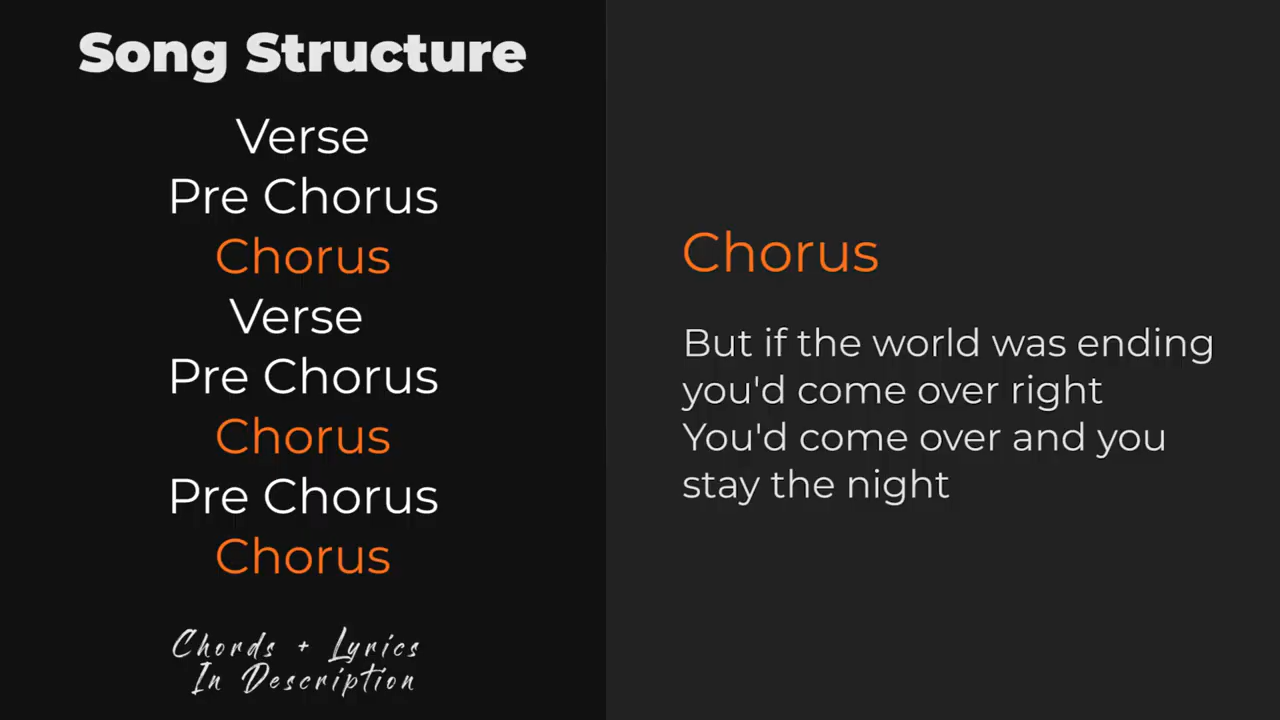 Song Structure
Verse
Pre Chorus
Chorus
Verse
Pre Chorus
Chorus
Pre Chorus
Chorus
Chords + Lyrics
In Description
Chorus
But if the world was ending
you'd come over right
You'd come over and you
stay the night